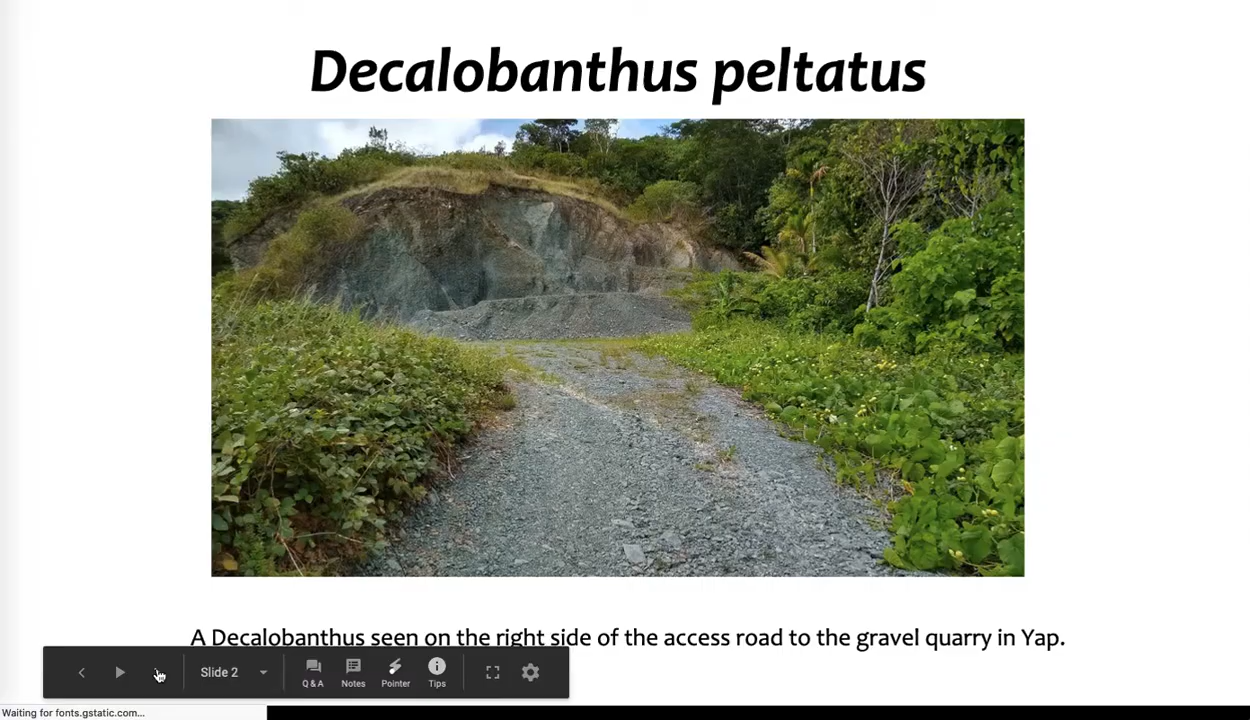 Decalobanthus peltatus
A Decalobanthus seen on the right side of the access road to the gravel quarry in Yap.
Slide 2
Q & A
Notes
Pointer
Tips
Waiting for fonts.gstatic.com...